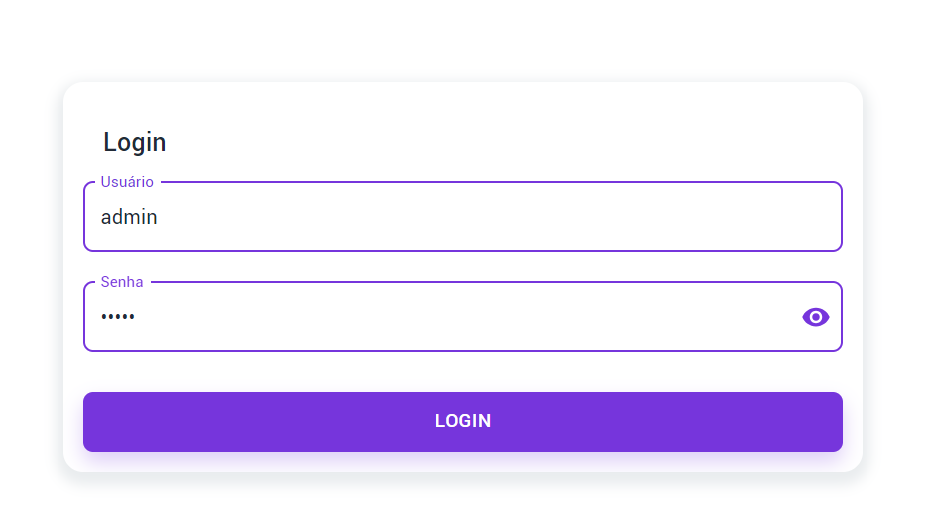 Login
Usuário
admin
Senha
•••••
LOGIN